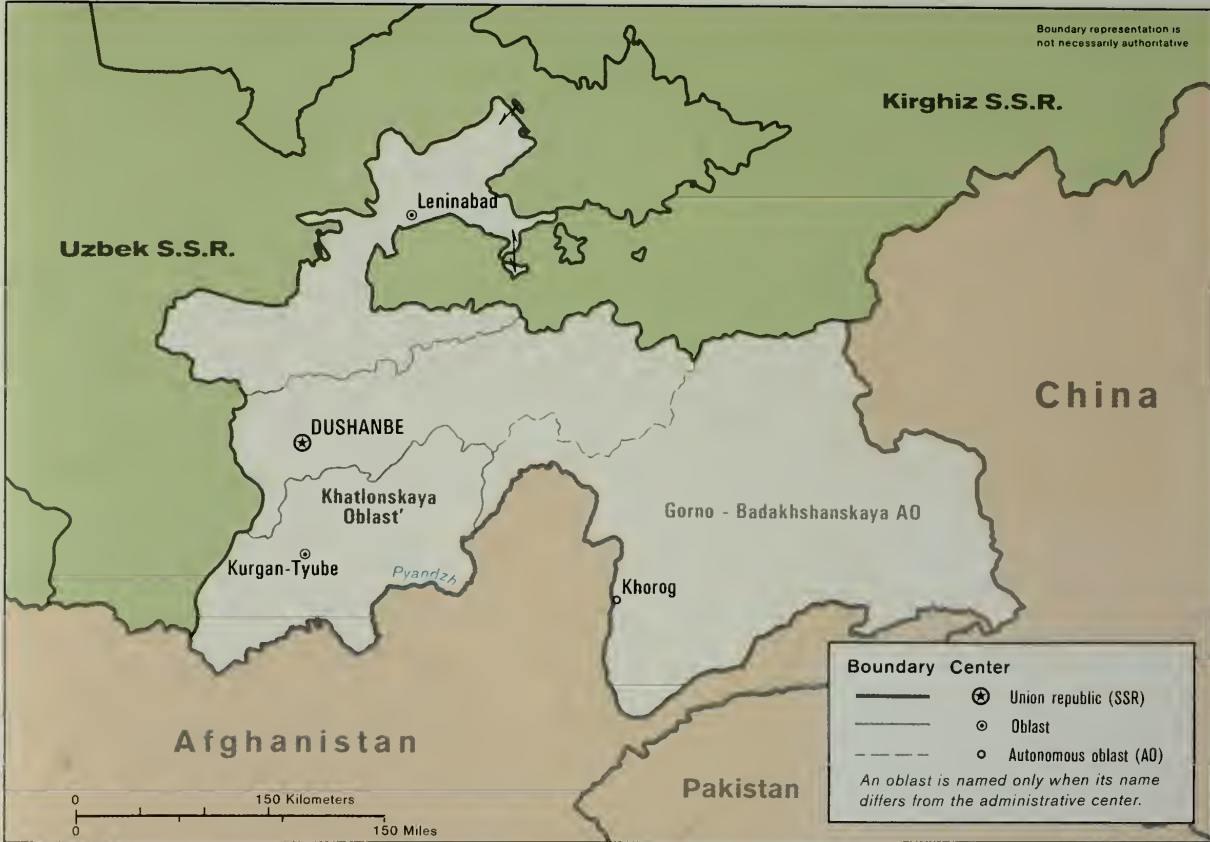 Boundary representation is
not necessarily authoritative
Kirghiz S.S.R.
Leninabad
Uzbek S.S.R.
China
DUSHANBE
Khatlonskaya
Oblast'
Gorno - Badakhshanskaya AO
Kurgan-Tyube
Pyandzh
Khorog
Afghanistan
Pakistan
Boundary Center
Union republic (SSR)
Oblast
Autonomous oblast (AO)
An oblast is named only when its name
differs from the administrative center.
0 150 Kilometers
0 150 Miles